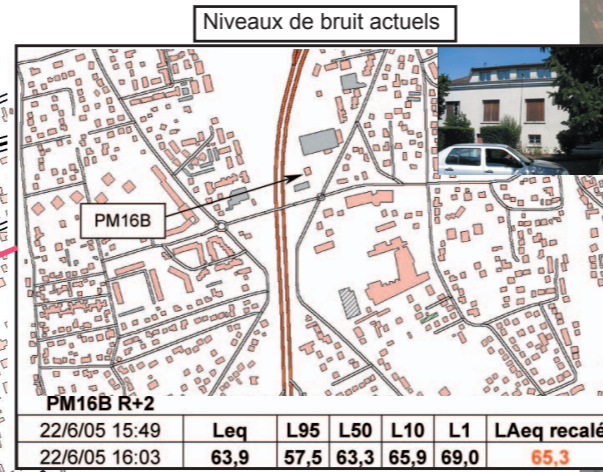 Niveaux de bruit actuels
PM16B
PM16B R+2
22/6/05 15:49 Leq L95 L50 L10 L1 LAeq recalé
22/6/05 16:03 63,9 57,5 63,3 65,9 69,0 65,3